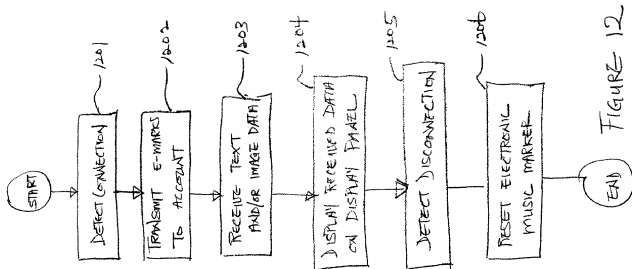 START
1201
DETECT CONNECTION
1202
TRANSMIT E-MARKS
TO ACCOUNT
1203
RECEIVE TEXT
AND/OR IMAGE DATA
1204
DISPLAY RECEIVED DATA
ON DISPLAY PANEL
1205
DETECT DISCONNECTION
1206
RESET ELECTRONIC
MUSIC MARKER
END
FIGURE 12